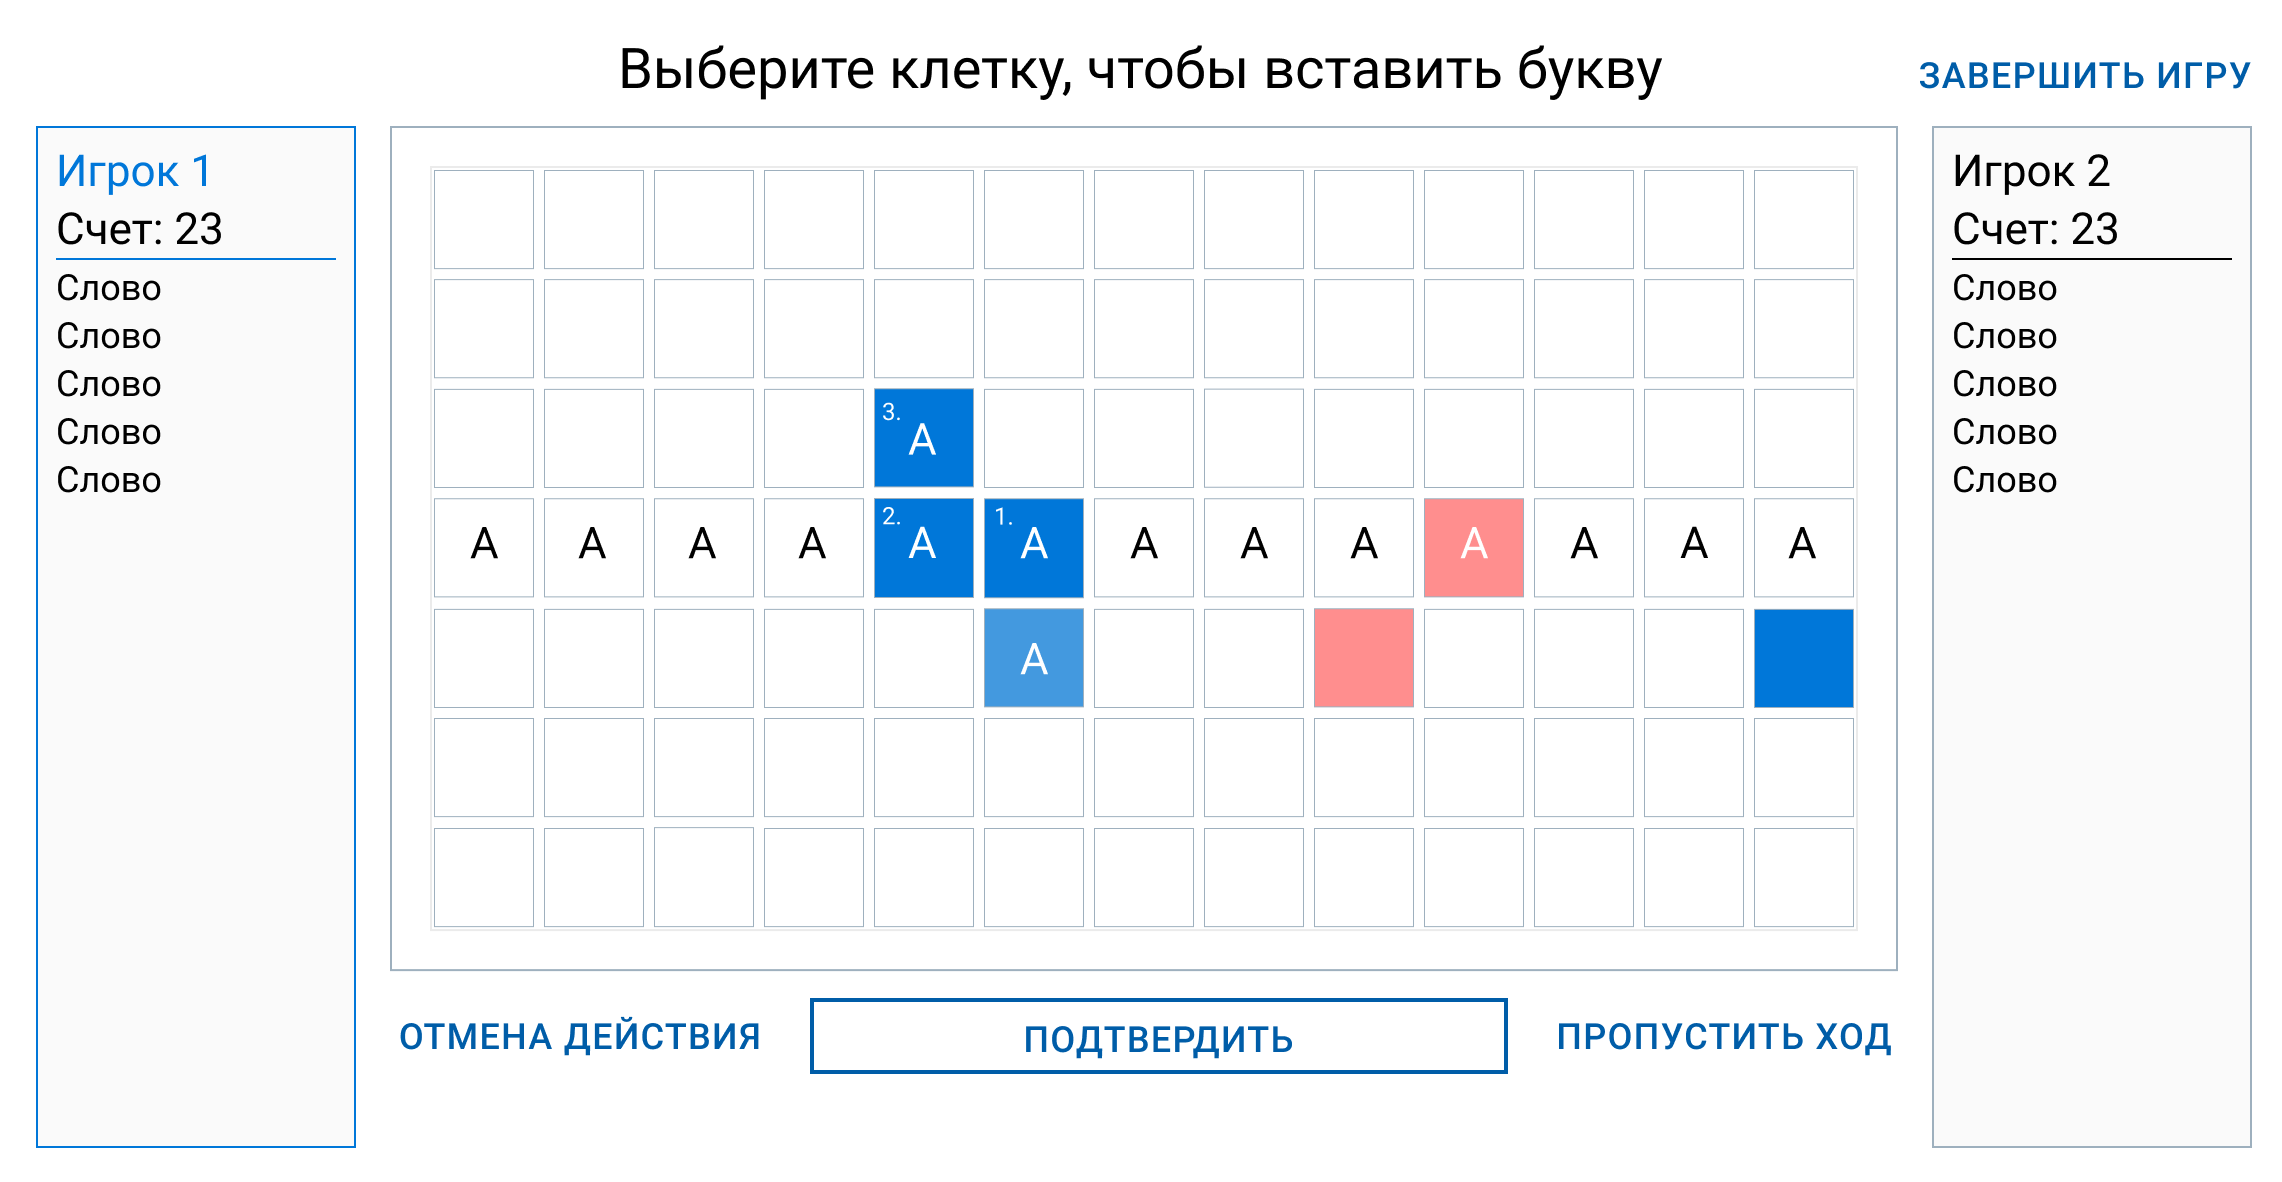 Выберите клетку, чтобы вставить букву
ЗАВЕРШИТЬ ИГРУ
Игрок 1
Счет: 23
Слово
Слово
Слово
Слово
Слово
3.
А
А А А А 2. А 1. А А А А А А А А
А
Игрок 2
Счет: 23
Слово
Слово
Слово
Слово
Слово
ОТМЕНА ДЕЙСТВИЯ
ПОДТВЕРДИТЬ
ПРОПУСТИТЬ ХОД